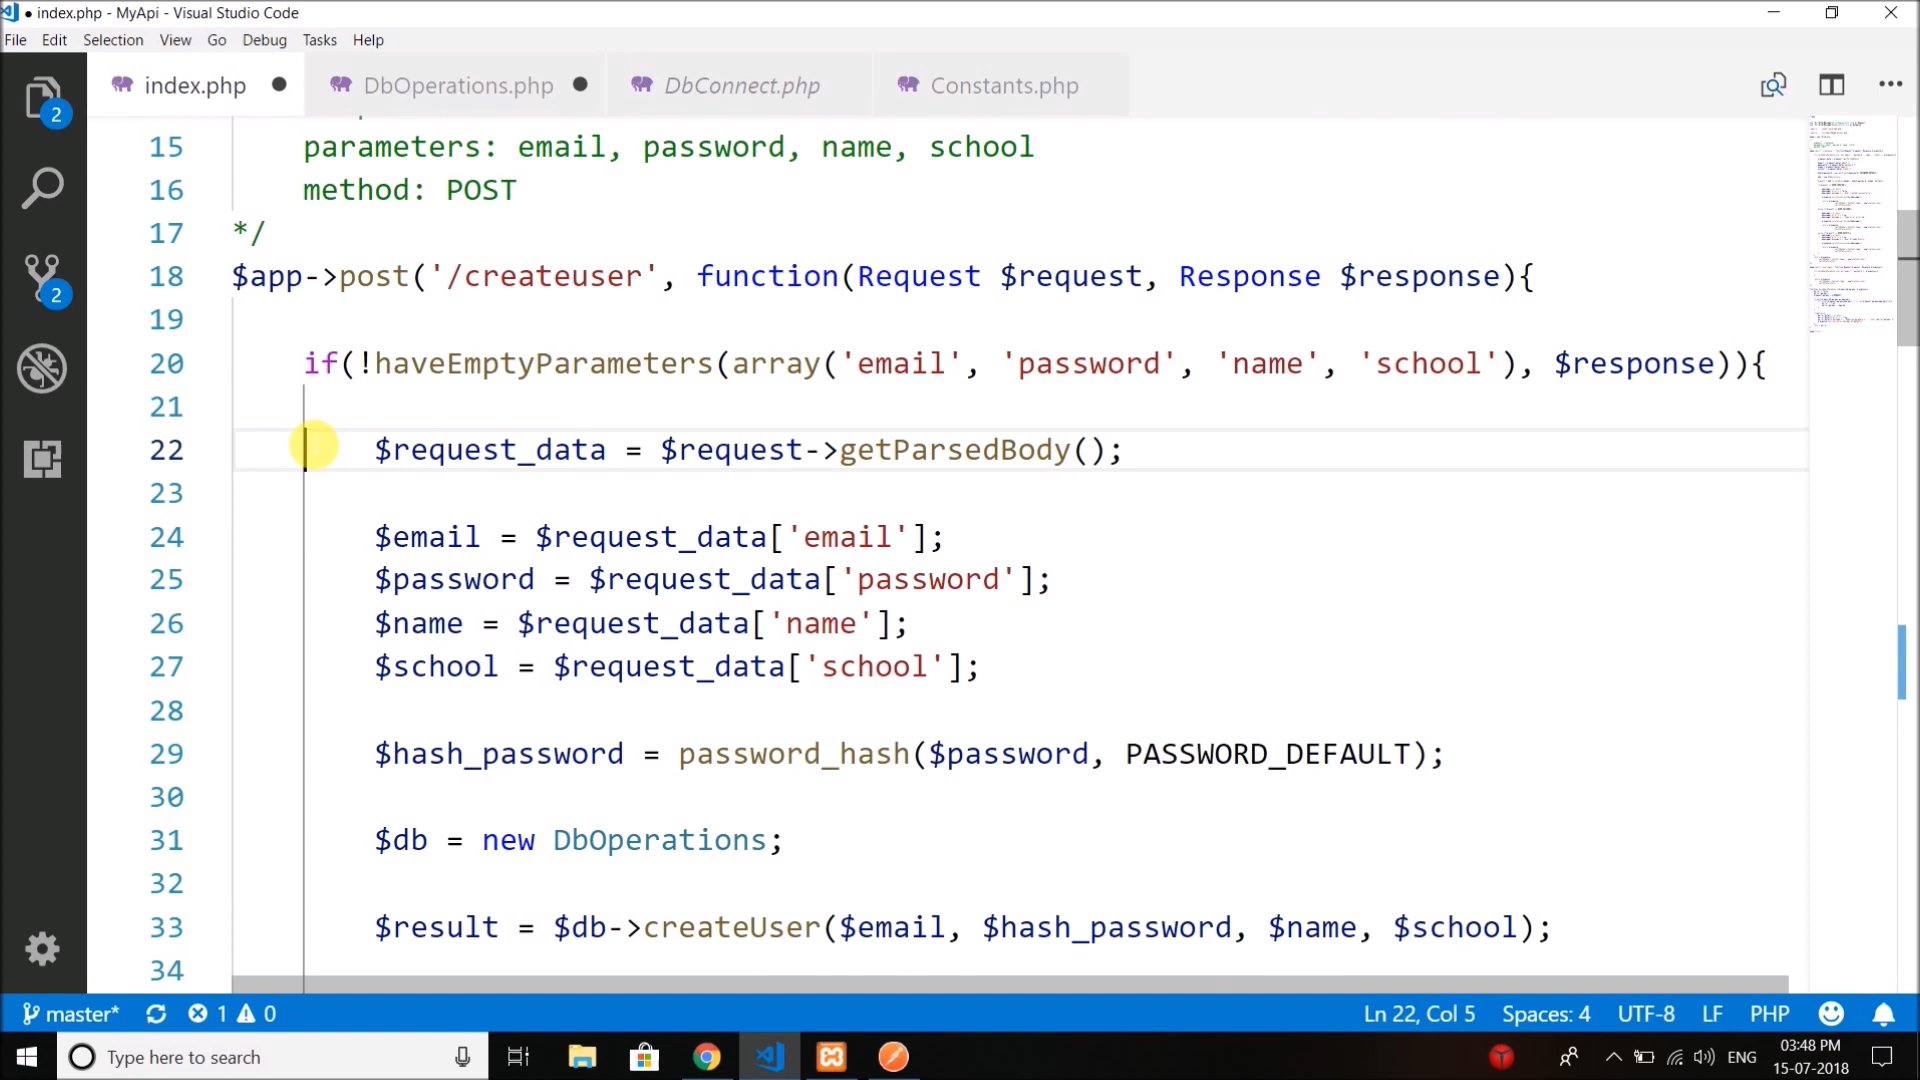 index.php - MyApi - Visual Studio Code
File Edit Selection View Go Debug Tasks Help
index.php DbOperations.php DbConnect.php Constants.php
15 parameters: email, password, name, school
16 method: POST
17 */
18 $app->post('/createuser', function(Request $request, Response $response){
19
20 if(!haveEmptyParameters(array('email', 'password', 'name', 'school'), $response)){
21
22 $request_data = $request->getParsedBody();
23
24 $email = $request_data['email'];
25 $password = $request_data['password'];
26 $name = $request_data['name'];
27 $school = $request_data['school'];
28
29 $hash_password = password_hash($password, PASSWORD_DEFAULT);
30
31 $db = new DbOperations;
32
33 $result = $db->createUser($email, $hash_password, $name, $school);
34
2
2
master* 1 0 Ln 22, Col 5 Spaces: 4 UTF-8 LF PHP
Type here to search ENG 03:48 PM
15-07-2018